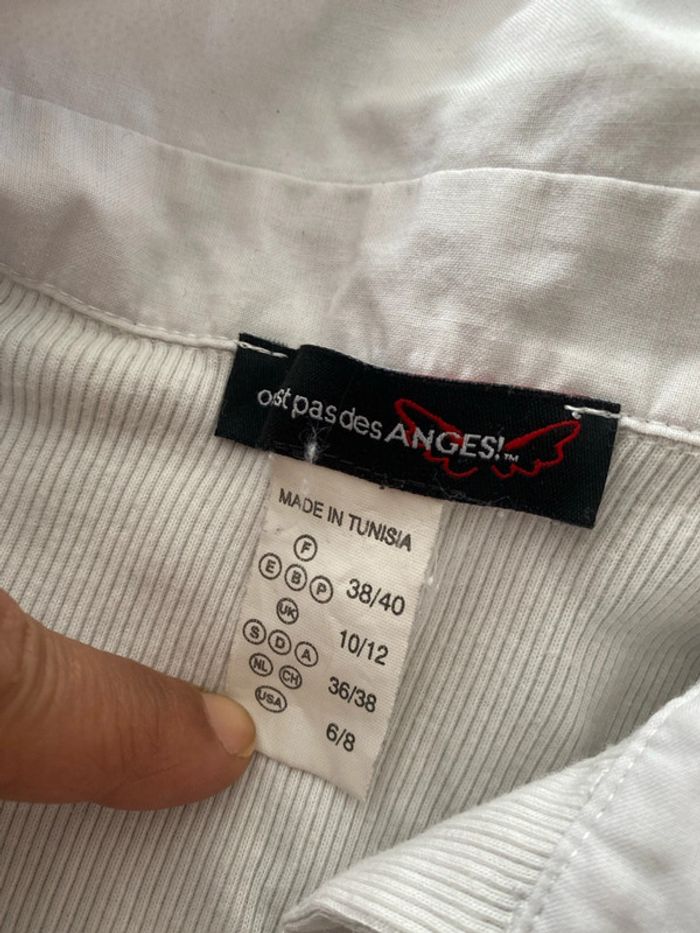 o st pas des ANGES!™
MADE IN TUNISIA
F
E B P 38/40
UK 10/12
S D A
NL CH 36/38
USA 6/8